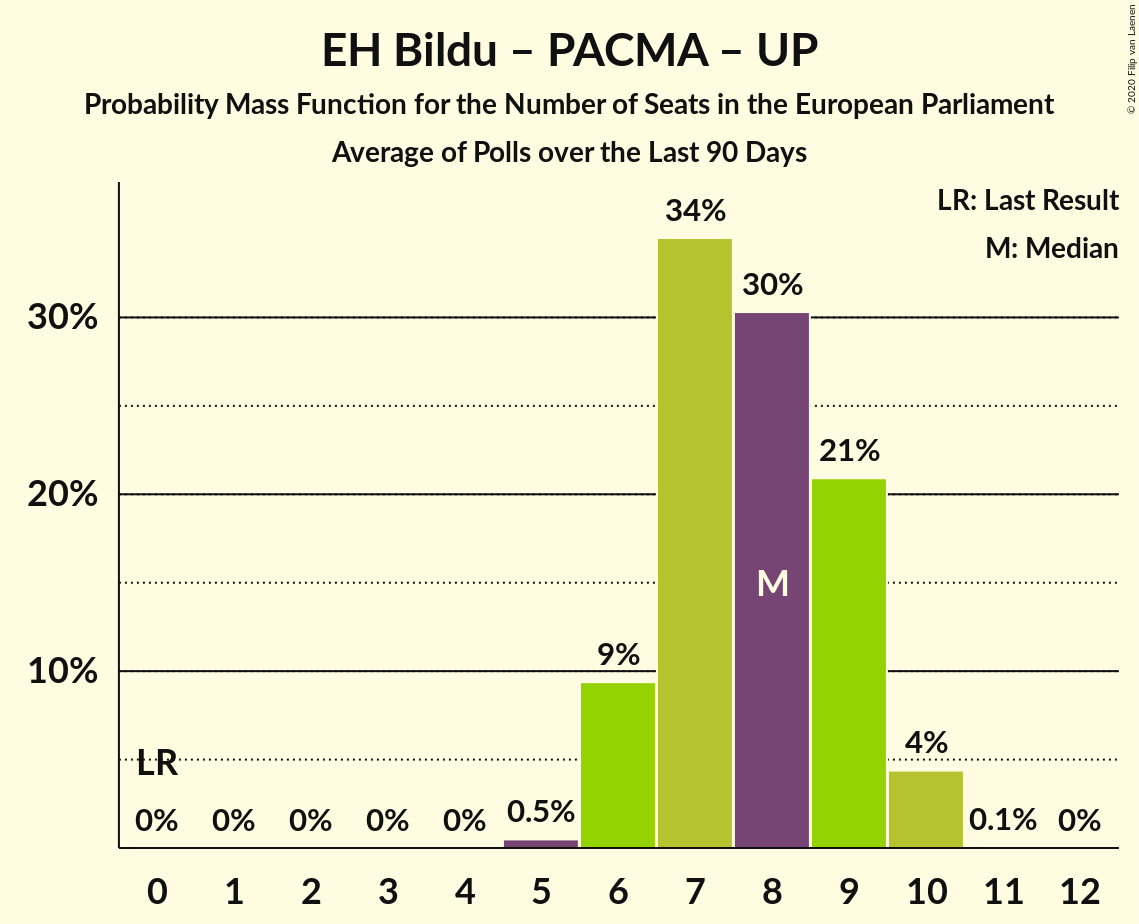 EH Bildu – PACMA – UP
Probability Mass Function for the Number of Seats in the European Parliament
Average of Polls over the Last 90 Days
© 2020 Filip van Laenen
LR: Last Result
M: Median
34%
30%
30%
21%
20%
M
9%
10%
LR
4%
0% 0% 0% 0% 0% 0.5% 0.1% 0%
0 1 2 3 4 5 6 7 8 9 10 11 12